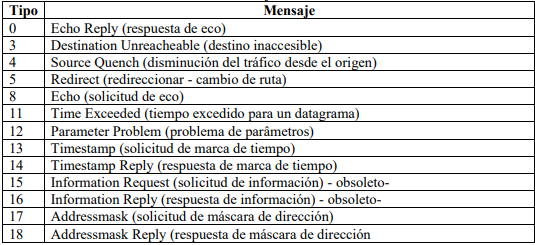 Tipo Mensaje
0 Echo Reply (respuesta de eco)
3 Destination Unreacheable (destino inaccesible)
4 Source Quench (disminución del tráfico desde el origen)
5 Redirect (redireccionar - cambio de ruta)
8 Echo (solicitud de eco)
11 Time Exceeded (tiempo excedido para un datagrama)
12 Parameter Problem (problema de parâmetros)
13 Timestamp (solicitud de marca de tiempo)
14 Timestamp Reply (respuesta de marca de tiempo)
15 Information Request (solicitud de información) - obsoleto-
16 Information Reply (respuesta de información) - obsoleto-
17 Addressmask (solicitud de máscara de dirección)
18 Addressmask Reply (respuesta de máscara de dirección